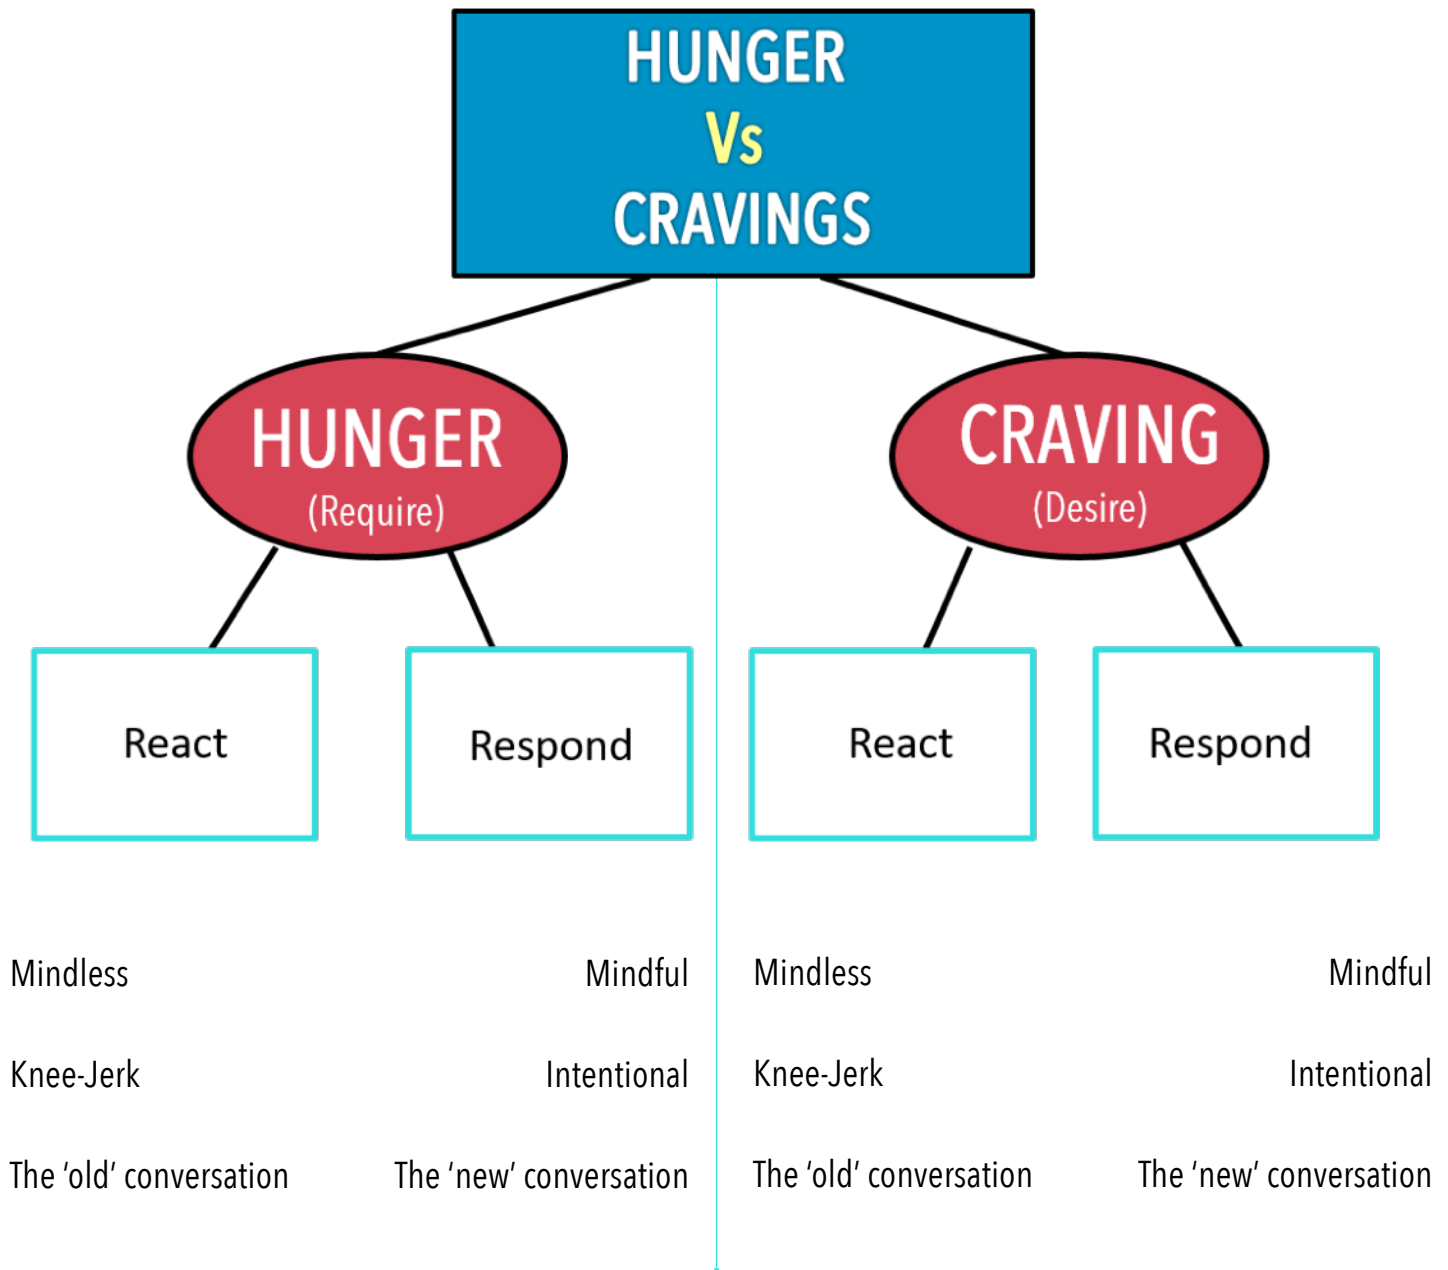 HUNGER
Vs
CRAVINGS
HUNGER
(Require)
CRAVING
(Desire)
React
Respond
React
Respond
Mindless
Mindful
Mindless
Mindful
Knee-Jerk
Intentional
Knee-Jerk
Intentional
The ‘old’ conversation
The ‘new’ conversation
The ‘old’ conversation
The ‘new’ conversation